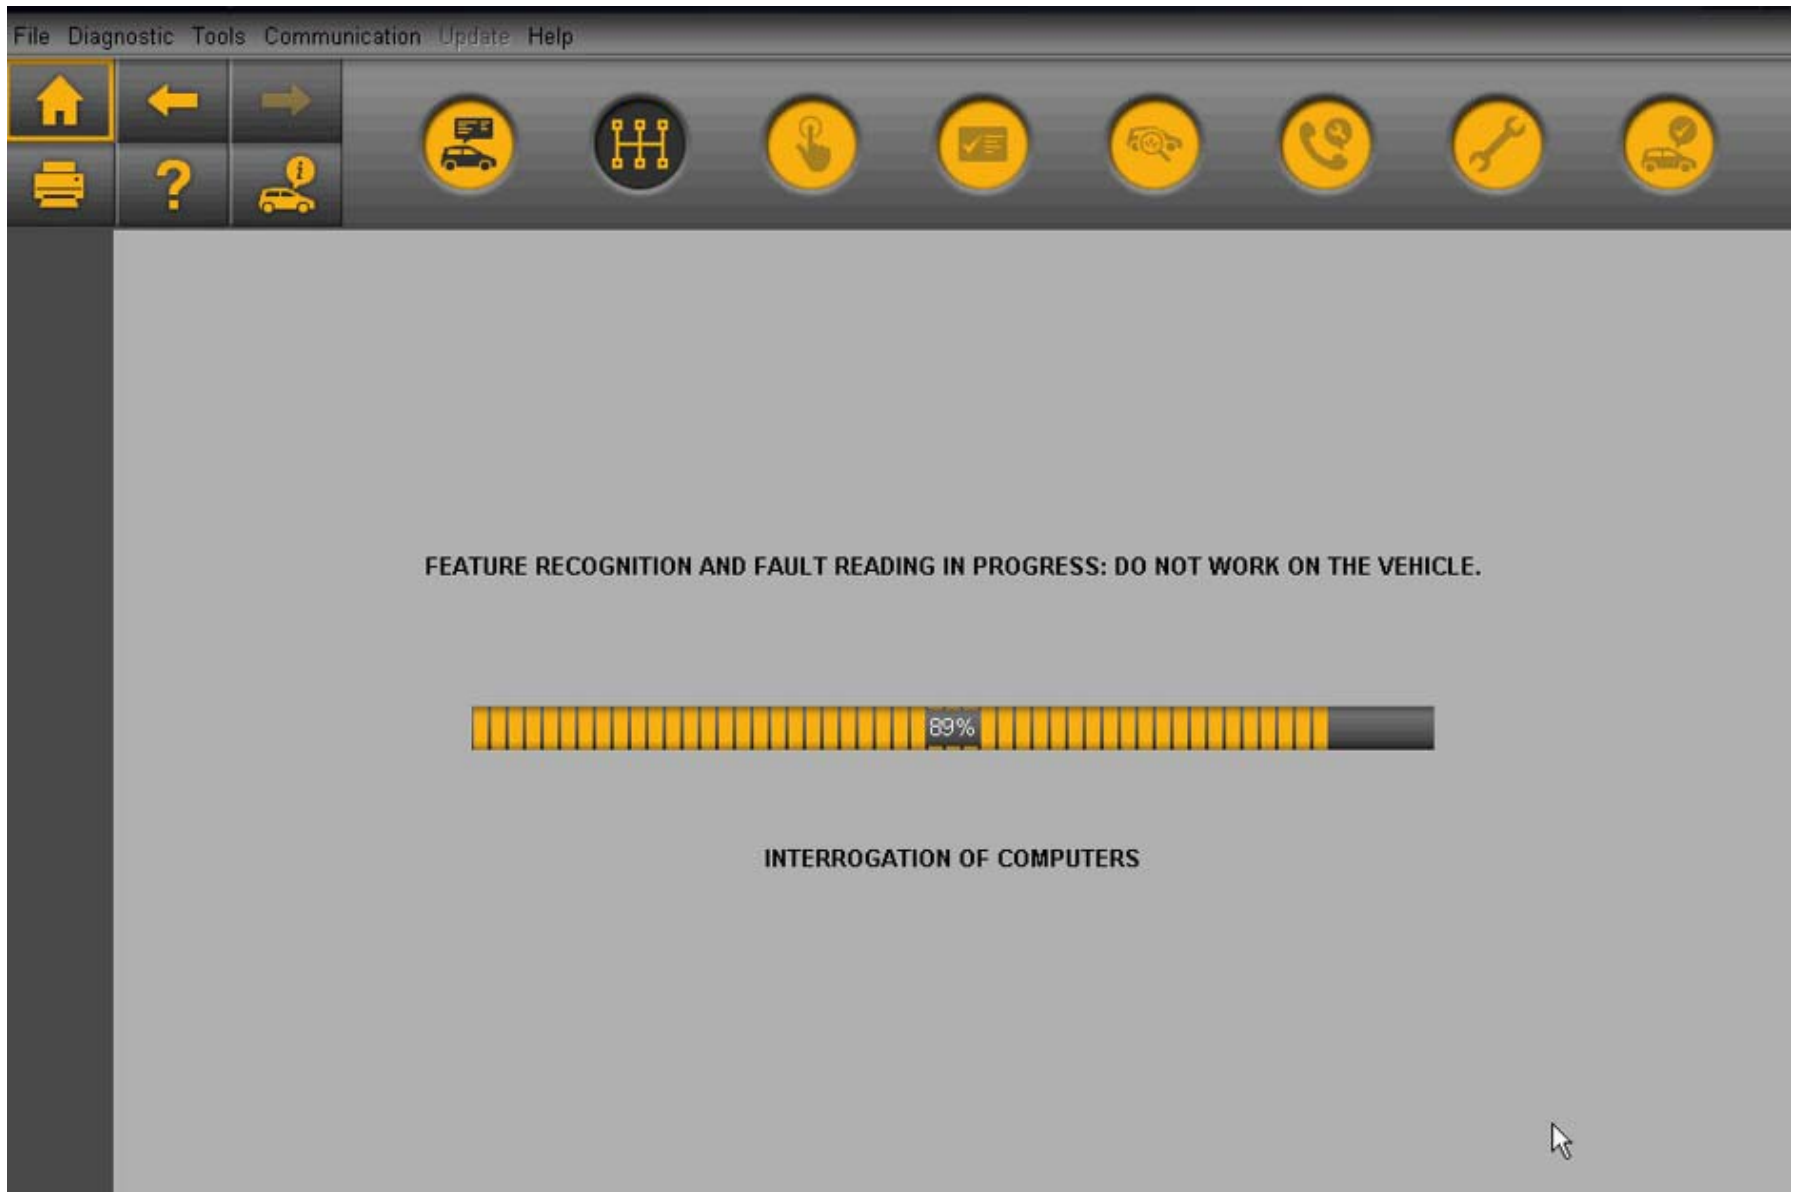 File Diagnostic Tools Communication Update Help
FEATURE RECOGNITION AND FAULT READING IN PROGRESS: DO NOT WORK ON THE VEHICLE.
89%
INTERROGATION OF COMPUTERS